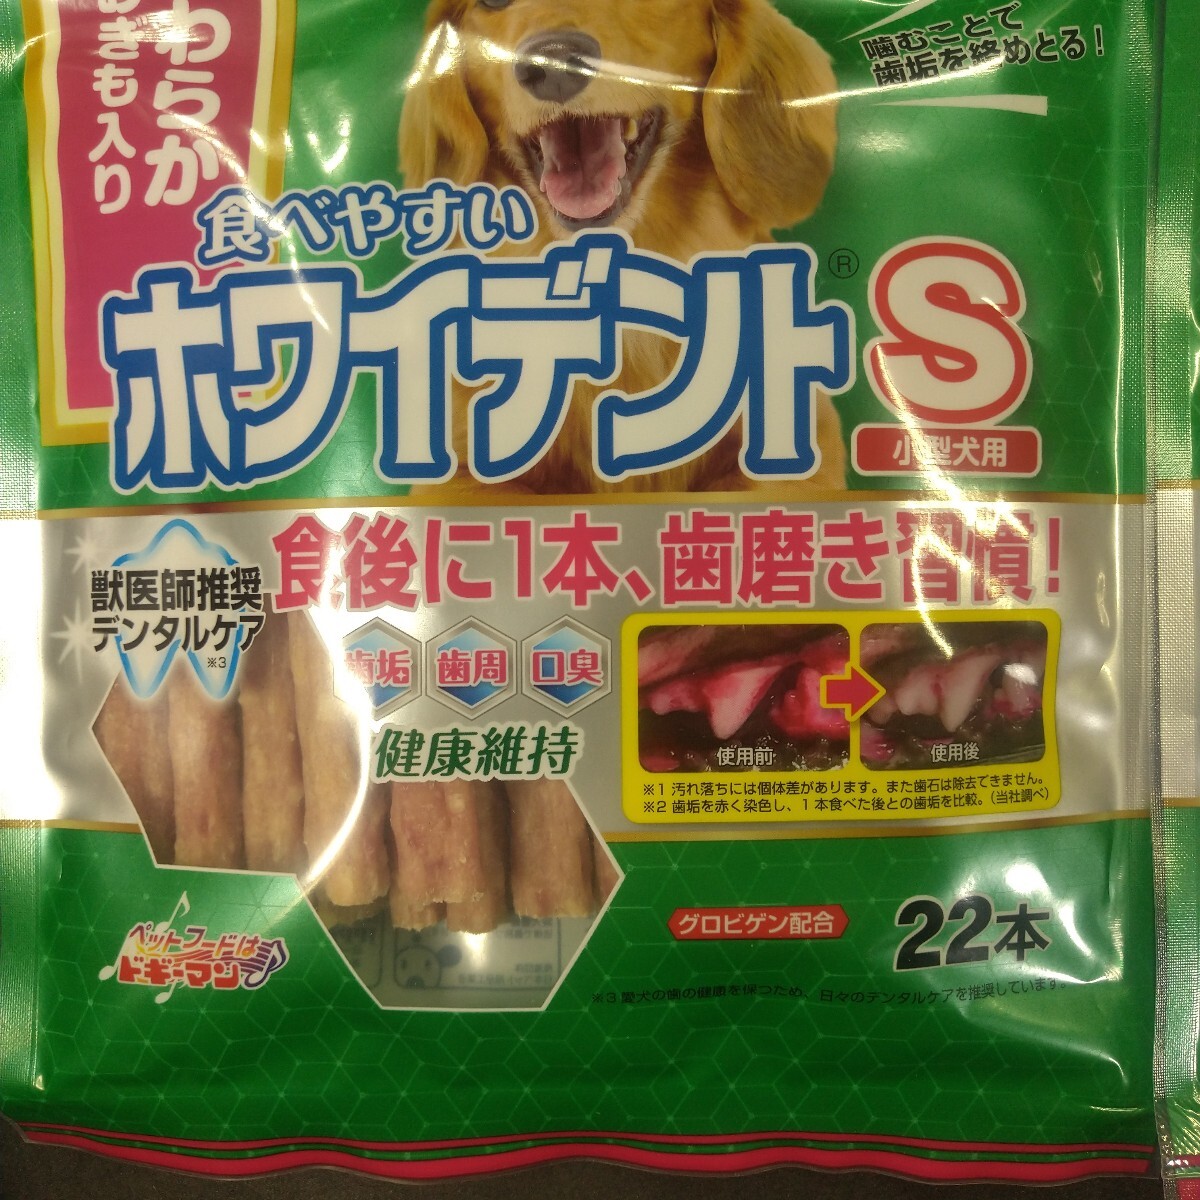 わらか
ぎも入り
噛むことで
歯垢を絡めとる！
食べやすい
ホワイデント®
S
小型犬用
獣医師推奨
デンタルケア
※3
食後に1本、歯磨き習慣！
歯垢 歯周 口臭
健康維持
使用前
使用後
※1 汚れ落ちには個体差があります。また歯石は除去できません。
※2 歯垢を赤く染色し、1本食べた後との歯垢を比較。（当社調べ）
グロビゲン配合
22本
ペットフードは
ドギーマン
※3 愛犬の歯の健康を保つため、日々のデンタルケアを推奨しています。